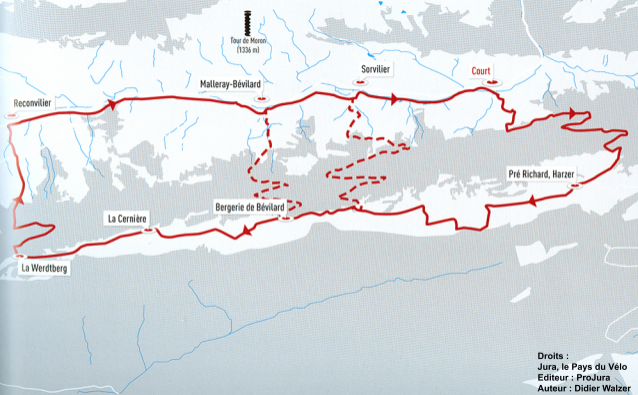 Tour de Moron
(1336 m)
Sorvilier
Court
Malleray-Bévilard
Reconvilier
Pré Richard, Harzer
Bergerie de Bévilard
La Cernière
La Werdtberg
Droits :
Jura, le Pays du Vélo
Editeur : ProJura
Auteur : Didier Walzer